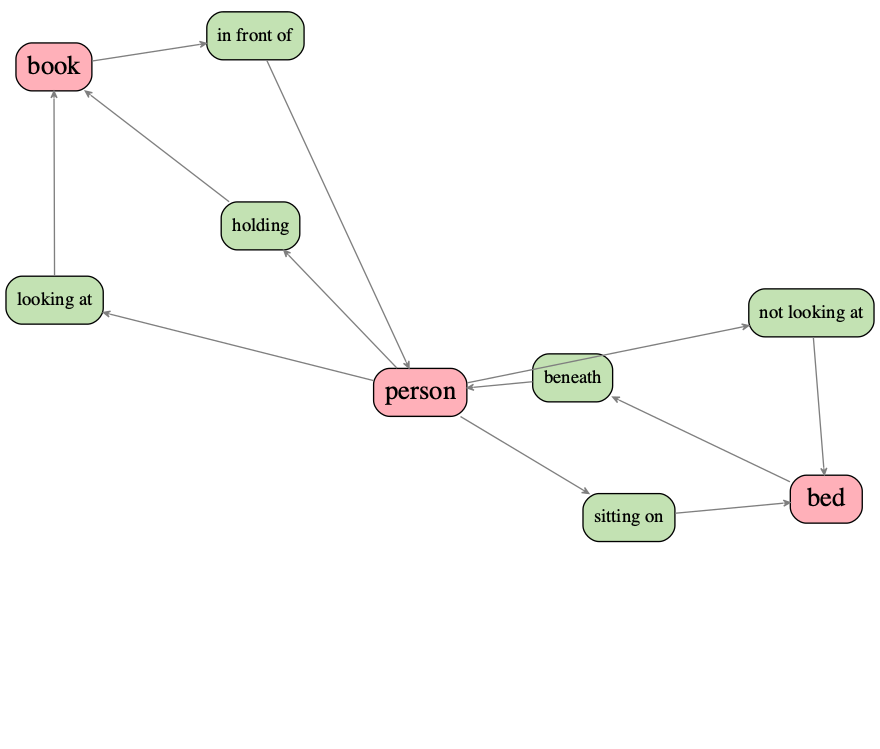 in front of
book
holding
looking at
not looking at
beneath
person
bed
sitting on